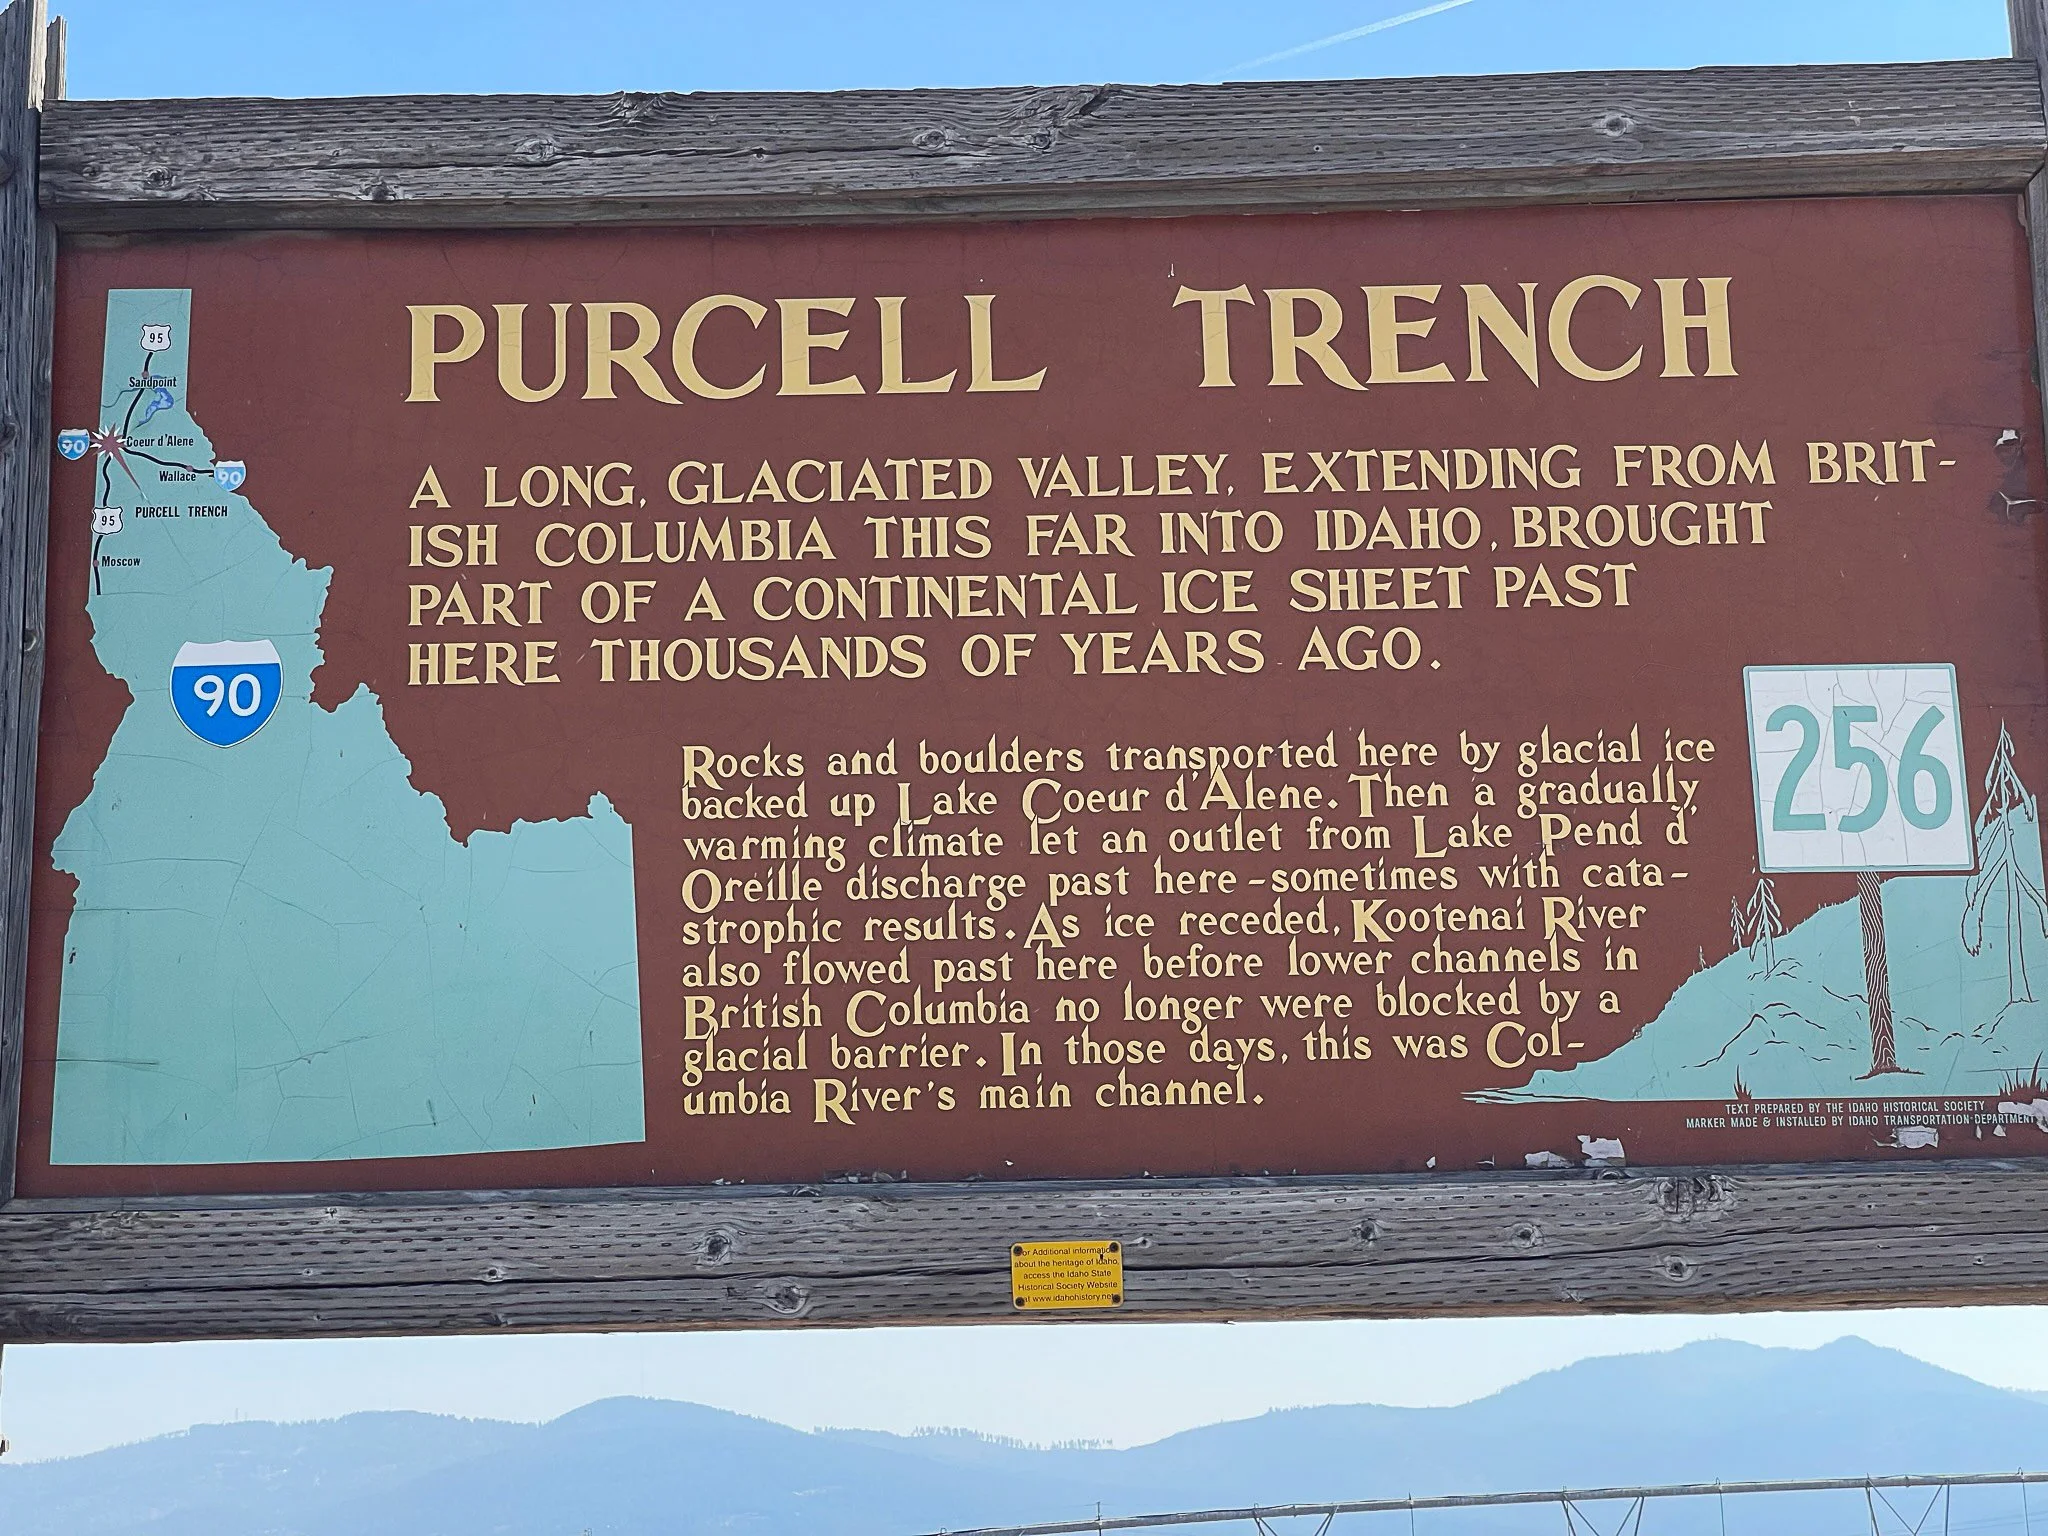 PURCELL TRENCH
A LONG, GLACIATED VALLEY, EXTENDING FROM BRIT-
ISH COLUMBIA THIS FAR INTO IDAHO, BROUGHT
PART OF A CONTINENTAL ICE SHEET PAST
HERE THOUSANDS OF YEARS AGO.
95
Sandpoint
90
Coeur d'Alene
Wallace
90
95
PURCELL TRENCH
Moscow
90
Rocks and boulders transported here by glacial ice
backed up Lake Coeur d'Alene. Then a gradually
warming climate let an outlet from Lake Pend d'
Oreille discharge past here-sometimes with cata-
strophic results. As ice receded, Kootenai River
also flowed past here before lower channels in
British Columbia no longer were blocked by a
glacial barrier. In those days, this was Col-
umbia River's main channel.
256
TEXT PREPARED BY THE IDAHO HISTORICAL SOCIETY
MARKER MADE & INSTALLED BY IDAHO TRANSPORTATION DEPARTMENT
For Additional information
about the heritage of Idaho,
access the Idaho State
Historical Society Website
at www.idahohistory.net